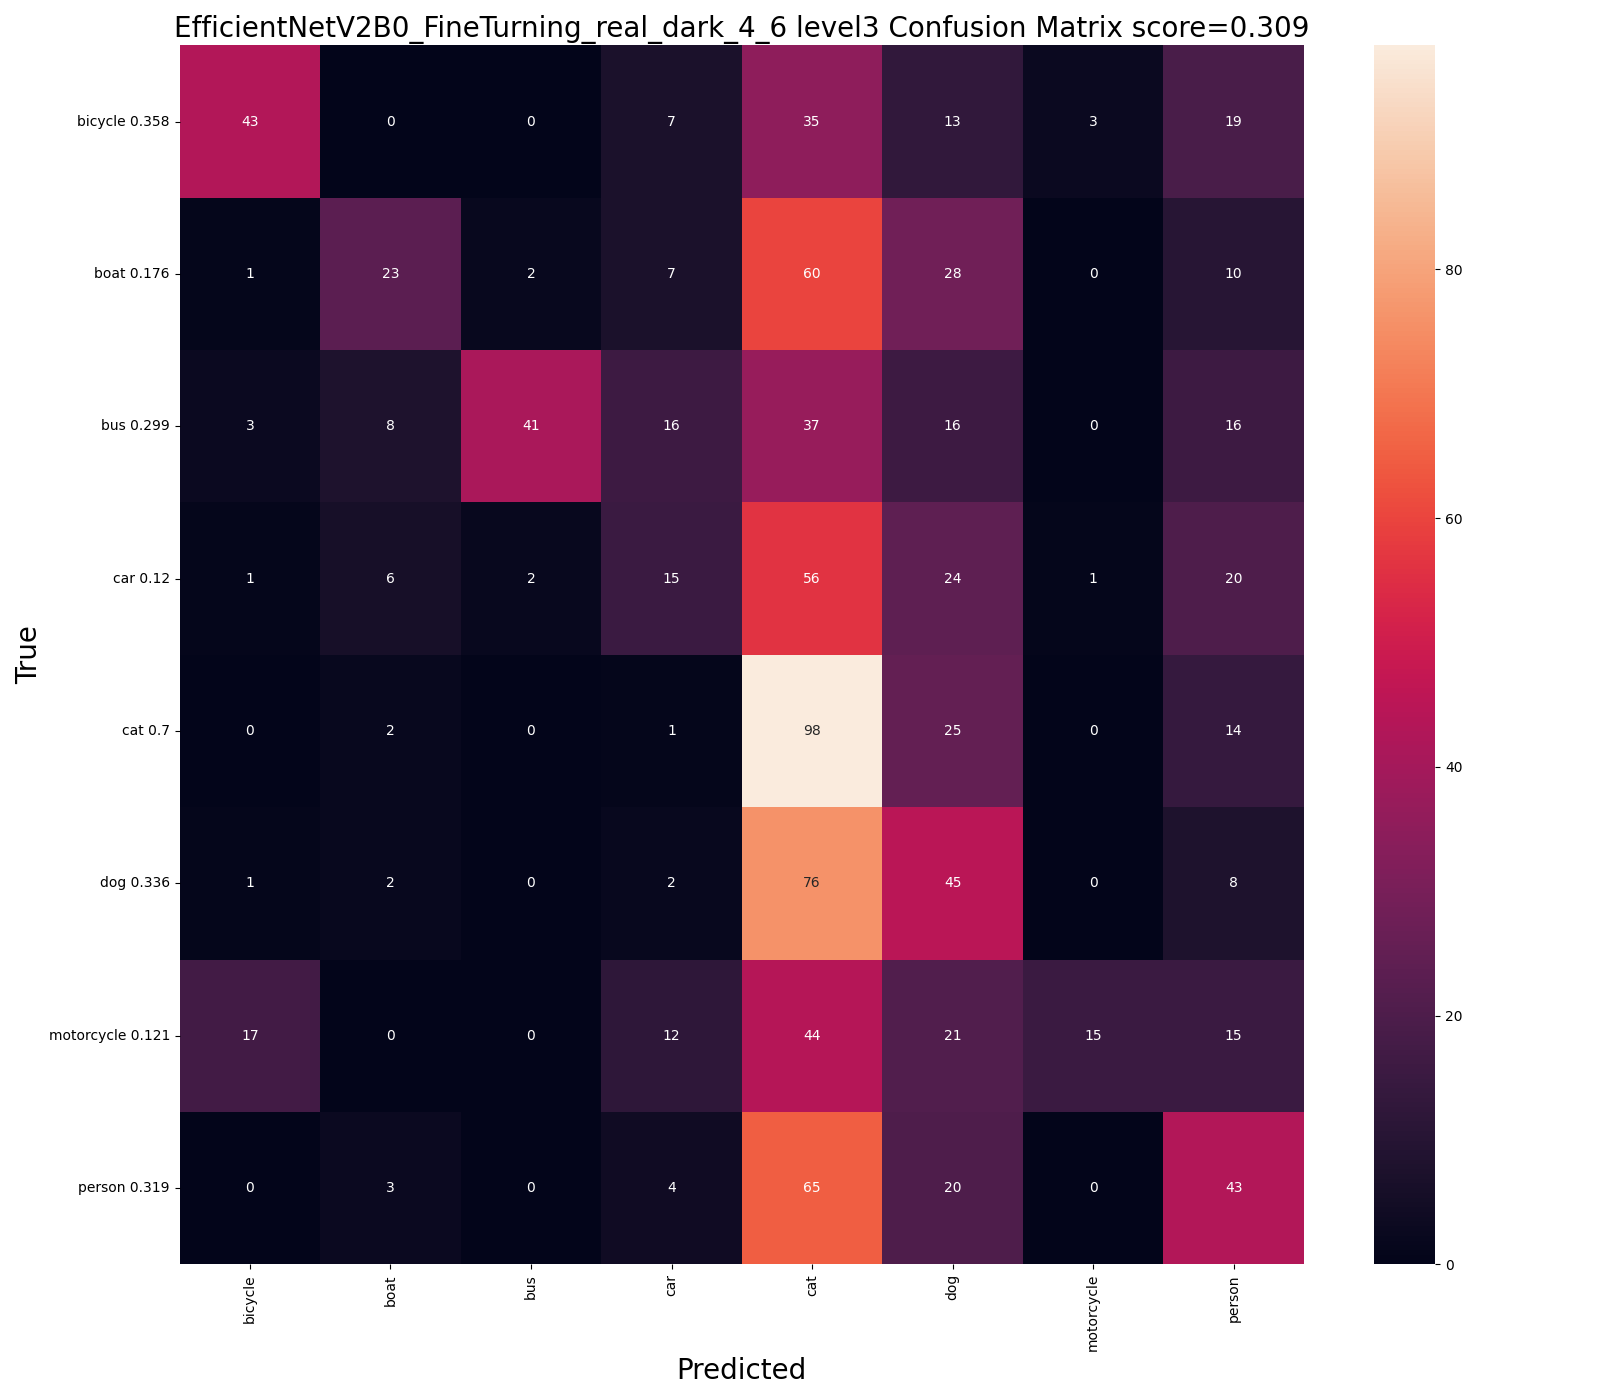 EfficientNetV2B0_FineTurning_real_dark_4_6 level3 Confusion Matrix score=0.309
bicycle 0.358 43 0 0 7 35 13 3 19
boat 0.176 1 23 2 7 60 28 0 10
bus 0.299 3 8 41 16 37 16 0 16
car 0.12 1 6 2 15 56 24 1 20
cat 0.7 0 2 0 1 98 25 0 14
dog 0.336 1 2 0 2 76 45 0 8
motorcycle 0.121 17 0 0 12 44 21 15 15
person 0.319 0 3 0 4 65 20 0 43
bicycle boat bus car cat dog motorcycle person
True
Predicted
80
60
40
20
0